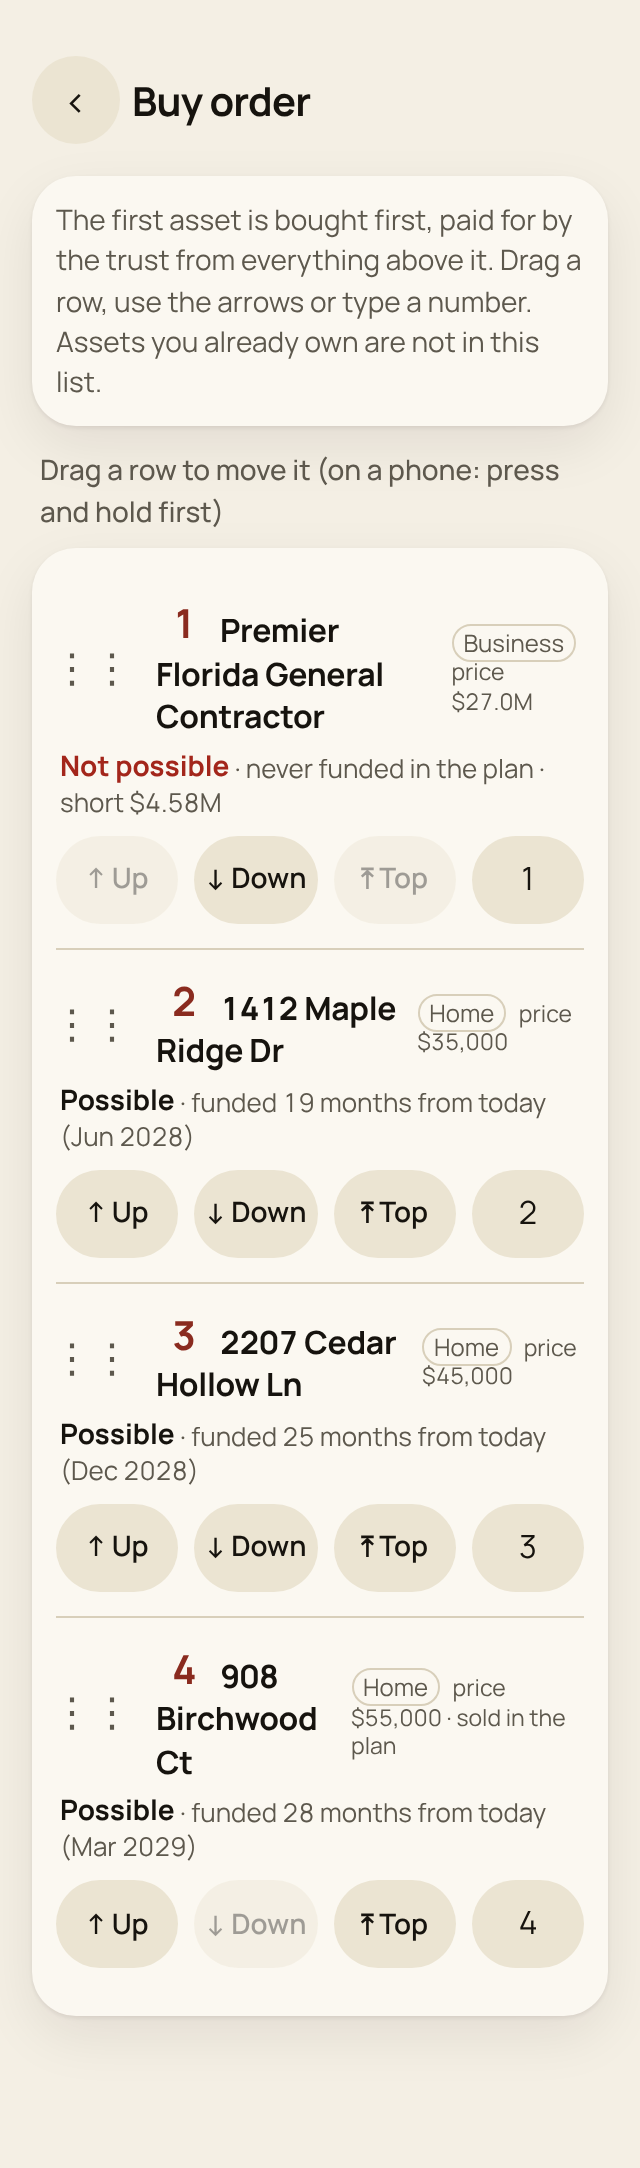 ‹ Buy order
The first asset is bought first, paid for by
the trust from everything above it. Drag a
row, use the arrows or type a number.
Assets you already own are not in this
list.
Drag a row to move it (on a phone: press
and hold first)
1 Premier
Florida General
Contractor
Business
price
$27.0M
Not possible · never funded in the plan ·
short $4.58M
↑ Up ↓ Down ⤒ Top 1
2 1412 Maple
Ridge Dr
Home price
$35,000
Possible · funded 19 months from today
(Jun 2028)
↑ Up ↓ Down ⤒ Top 2
3 2207 Cedar
Hollow Ln
Home price
$45,000
Possible · funded 25 months from today
(Dec 2028)
↑ Up ↓ Down ⤒ Top 3
4 908
Birchwood
Ct
Home price
$55,000 · sold in the
plan
Possible · funded 28 months from today
(Mar 2029)
↑ Up ↓ Down ⤒ Top 4